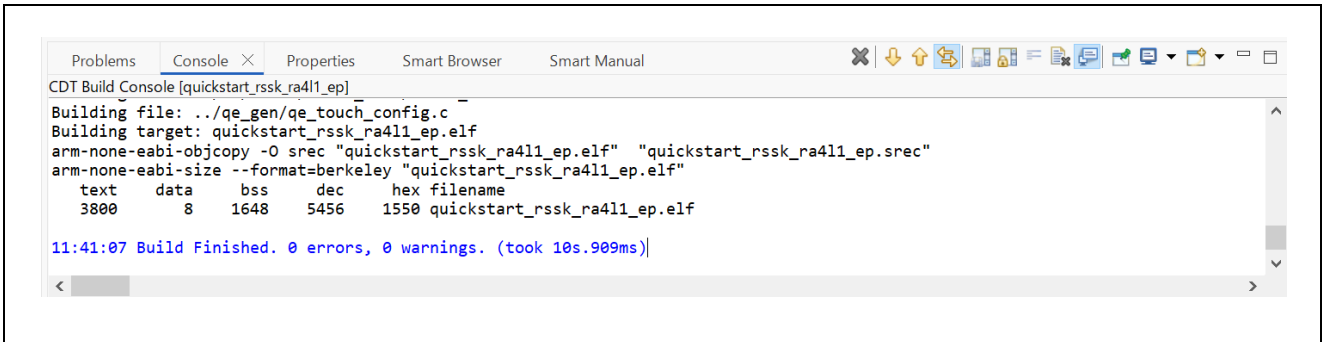 Problems Console Properties Smart Browser Smart Manual
CDT Build Console [quickstart_rssk_ra4l1_ep]
Building file: ../qe_gen/qe_touch_config.c
Building target: quickstart_rssk_ra4l1_ep.elf
arm-none-eabi-objcopy -O srec "quickstart_rssk_ra4l1_ep.elf"  "quickstart_rssk_ra4l1_ep.srec"
arm-none-eabi-size --format=berkeley "quickstart_rssk_ra4l1_ep.elf"
text data bss dec hex filename
3800 8 1648 5456 1550 quickstart_rssk_ra4l1_ep.elf
11:41:07 Build Finished. 0 errors, 0 warnings. (took 10s.909ms)